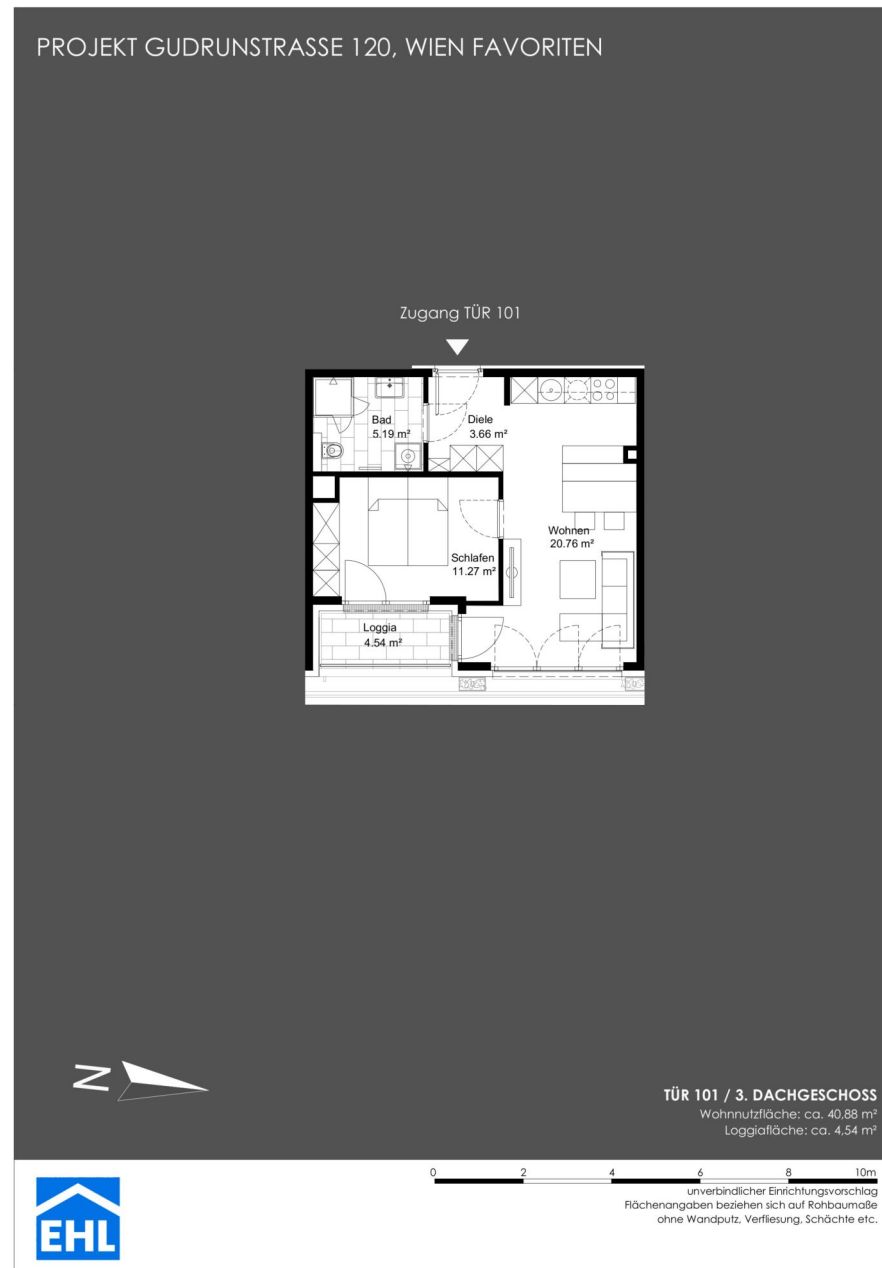 PROJEKT GUDRUNSTRASSE 120, WIEN FAVORITEN
Zugang TÜR 101
Bad
5.19 m²
Diele
3.66 m²
Wohnen
20.76 m²
Schlafen
11.27 m²
Loggia
4.54 m²
N
TÜR 101 / 3. DACHGESCHOSS
Wohnnutzfläche: ca. 40,88 m²
Loggiafläche: ca. 4,54 m²
0 2 4 6 8 10m
unverbindlicher Einrichtungsvorschlag
Flächenangaben beziehen sich auf Rohbaumaße
ohne Wandputz, Verfliesung, Schächte etc.
EHL